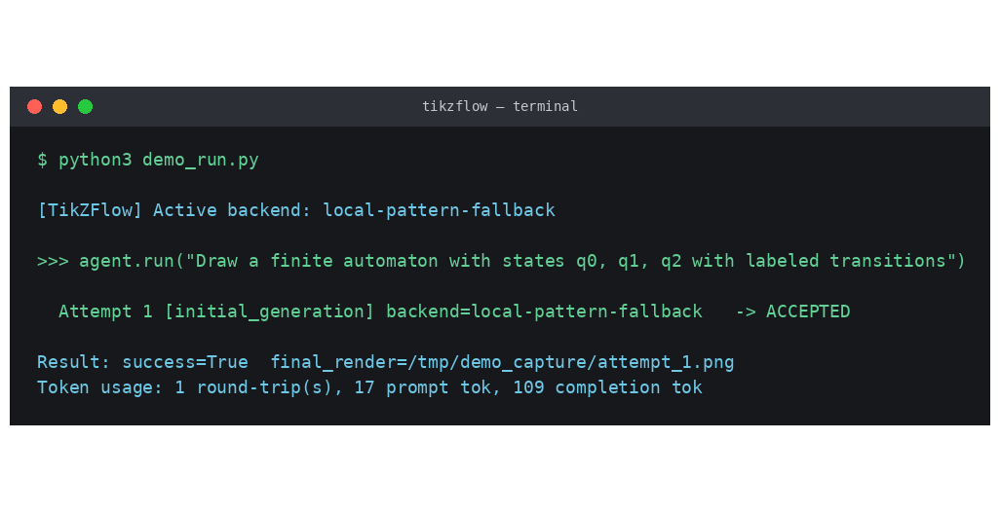 tikzflow — terminal
$ python3 demo_run.py
[TikZFlow] Active backend: local-pattern-fallback
>>> agent.run("Draw a finite automaton with states q0, q1, q2 with labeled transitions")
Attempt 1 [initial_generation] backend=local-pattern-fallback   -> ACCEPTED
Result: success=True  final_render=/tmp/demo_capture/attempt_1.png
Token usage: 1 round-trip(s), 17 prompt tok, 109 completion tok